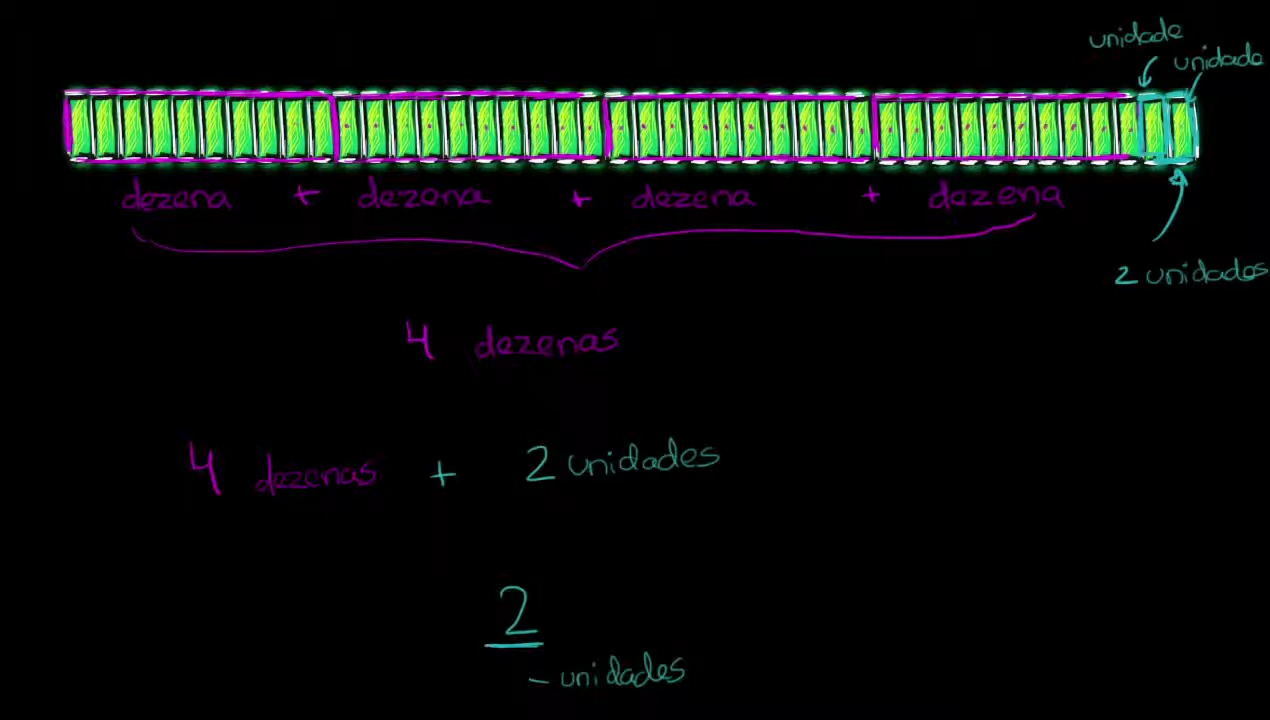 unidade
unidade
dezena + dezena + dezena + dezena
2 unidades
4 dezenas
4 dezenas + 2 unidades
2
- unidades